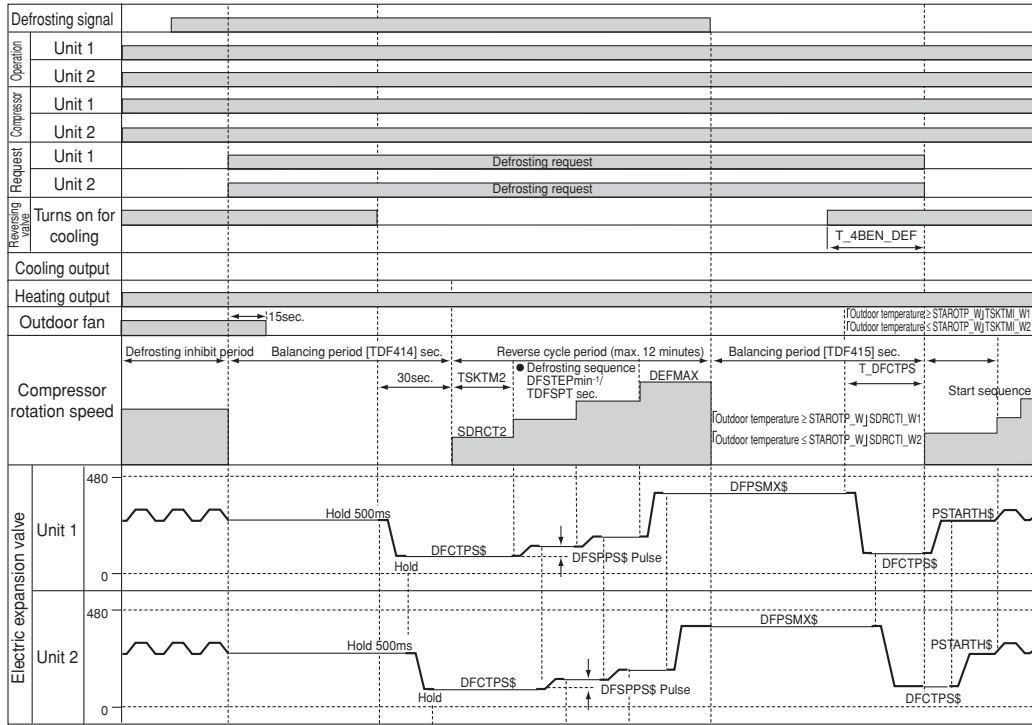 Defrosting signal
Operation
Unit 1
Unit 2
Compressor
Unit 1
Unit 2
Request
Unit 1
Defrosting request
Unit 2
Defrosting request
Reversing
valve
Turns on for
cooling
T_4BEN_DEF
Cooling output
Heating output
Outdoor fan
15sec.
「Outdoor temperature ≥ STAROTP_W」TSKTMI_W1
「Outdoor temperature ≤ STAROTP_W」TSKTMI_W2
Compressor
rotation speed
Defrosting inhibit period
Balancing period [TDF414] sec.
Reverse cycle period (max. 12 minutes)
Balancing period [TDF415] sec.
30sec.
TSKTM2
● Defrosting sequence
DFSTEPmin-1/
TDFSPT sec.
DEFMAX
T_DFCTPS
Start sequence
SDRCT2
「Outdoor temperature ≥ STAROTP_W」SDRCTI_W1
「Outdoor temperature ≤ STAROTP_W」SDRCTI_W2
Electric expansion valve
Unit 1
480
0
Hold 500ms
Hold
DFCTPS$
DFSPPS$ Pulse
DFPSMX$
DFCTPS$
PSTARTH$
Unit 2
480
0
Hold 500ms
Hold
DFCTPS$
DFSPPS$ Pulse
DFPSMX$
DFCTPS$
PSTARTH$